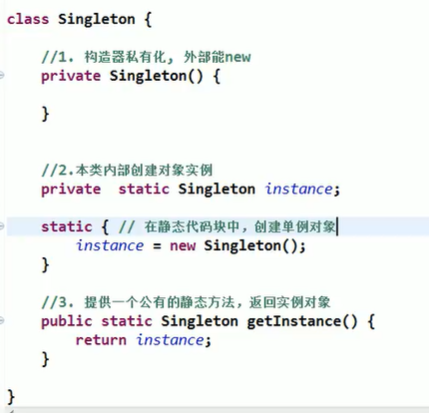 class Singleton {
//1. 构造器私有化, 外部能new
private Singleton() {
}
//2.本类内部创建对象实例
private static Singleton instance;
static { // 在静态代码块中，创建单例对象
instance = new Singleton();
}
//3. 提供一个公有的静态方法，返回实例对象
public static Singleton getInstance() {
return instance;
}
}